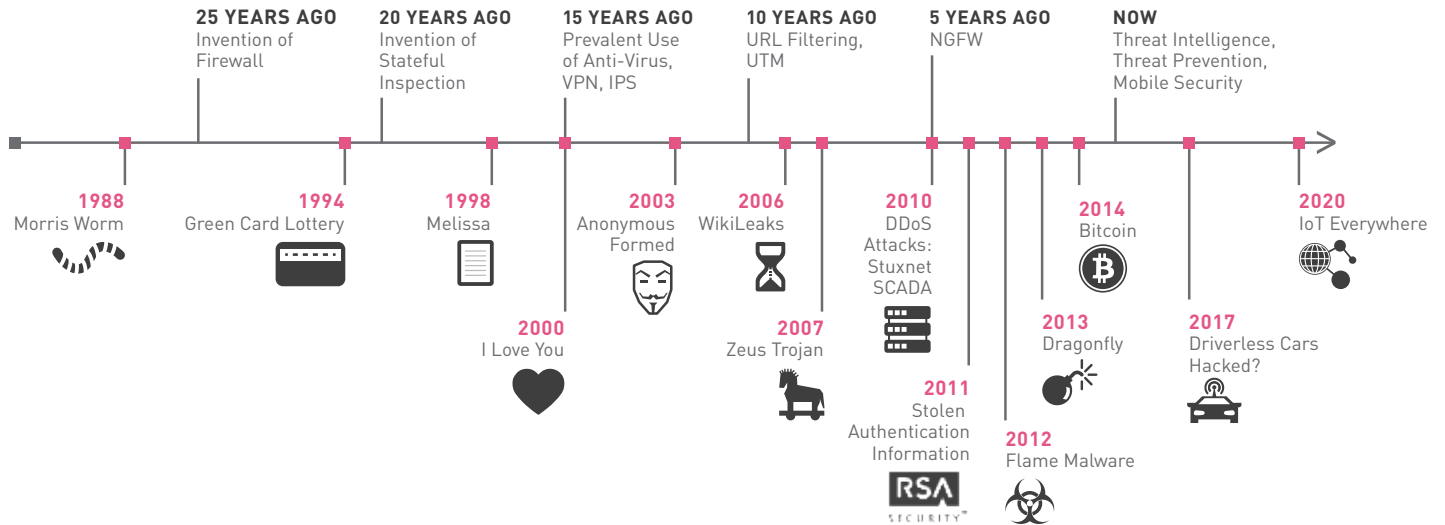 25 YEARS AGO
Invention of
Firewall
20 YEARS AGO
Invention of
Stateful
Inspection
15 YEARS AGO
Prevalent Use
of Anti-Virus,
VPN, IPS
10 YEARS AGO
URL Filtering,
UTM
5 YEARS AGO
NGFW
NOW
Threat Intelligence,
Threat Prevention,
Mobile Security
1988
Morris Worm
1994
Green Card Lottery
1998
Melissa
2000
I Love You
2003
Anonymous
Formed
2006
WikiLeaks
2007
Zeus Trojan
2010
DDoS
Attacks:
Stuxnet
SCADA
2011
Stolen
Authentication
Information
RSA
SECURITY™
2012
Flame Malware
2013
Dragonfly
2014
Bitcoin
2017
Driverless Cars
Hacked?
2020
IoT Everywhere